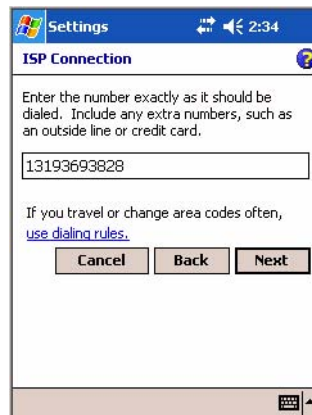 Settings 2:34
ISP Connection ?
Enter the number exactly as it should be
dialed. Include any extra numbers, such as
an outside line or credit card.
13193693828
If you travel or change area codes often,
use dialing rules.
Cancel Back Next